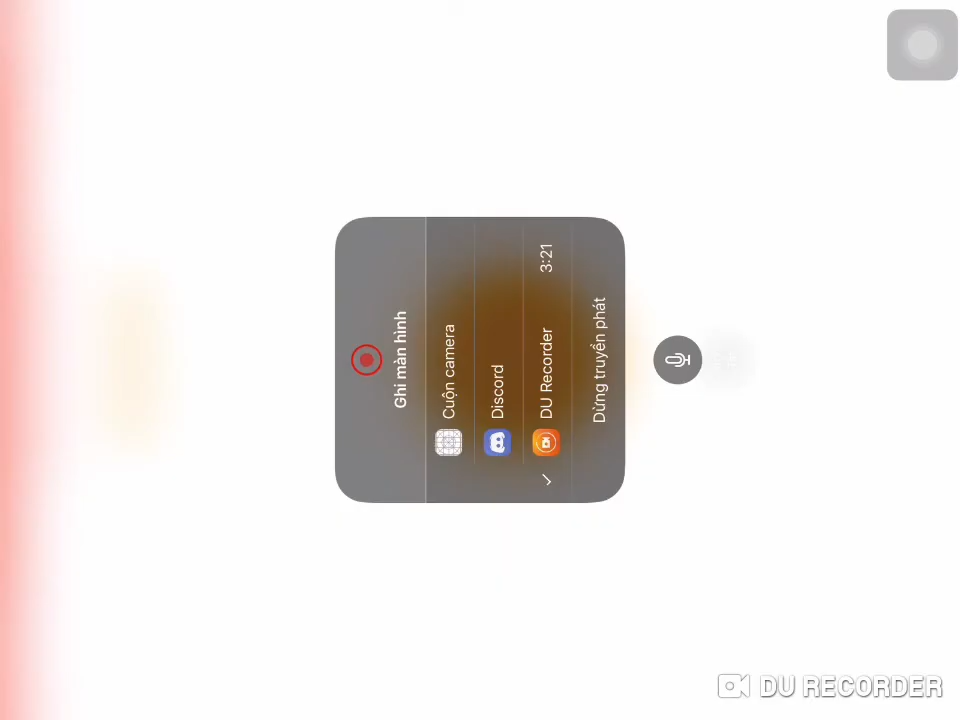 Ghi màn hình
Cuộn camera
Discord
DU Recorder 3:21
Dừng truyền phát
DU RECORDER